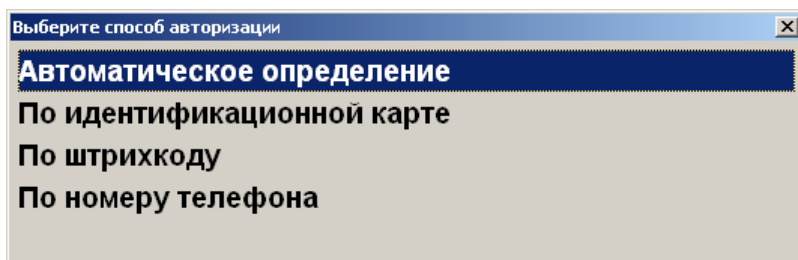 Выберите способ авторизации
Автоматическое определение
По идентификационной карте
По штрихкоду
По номеру телефона